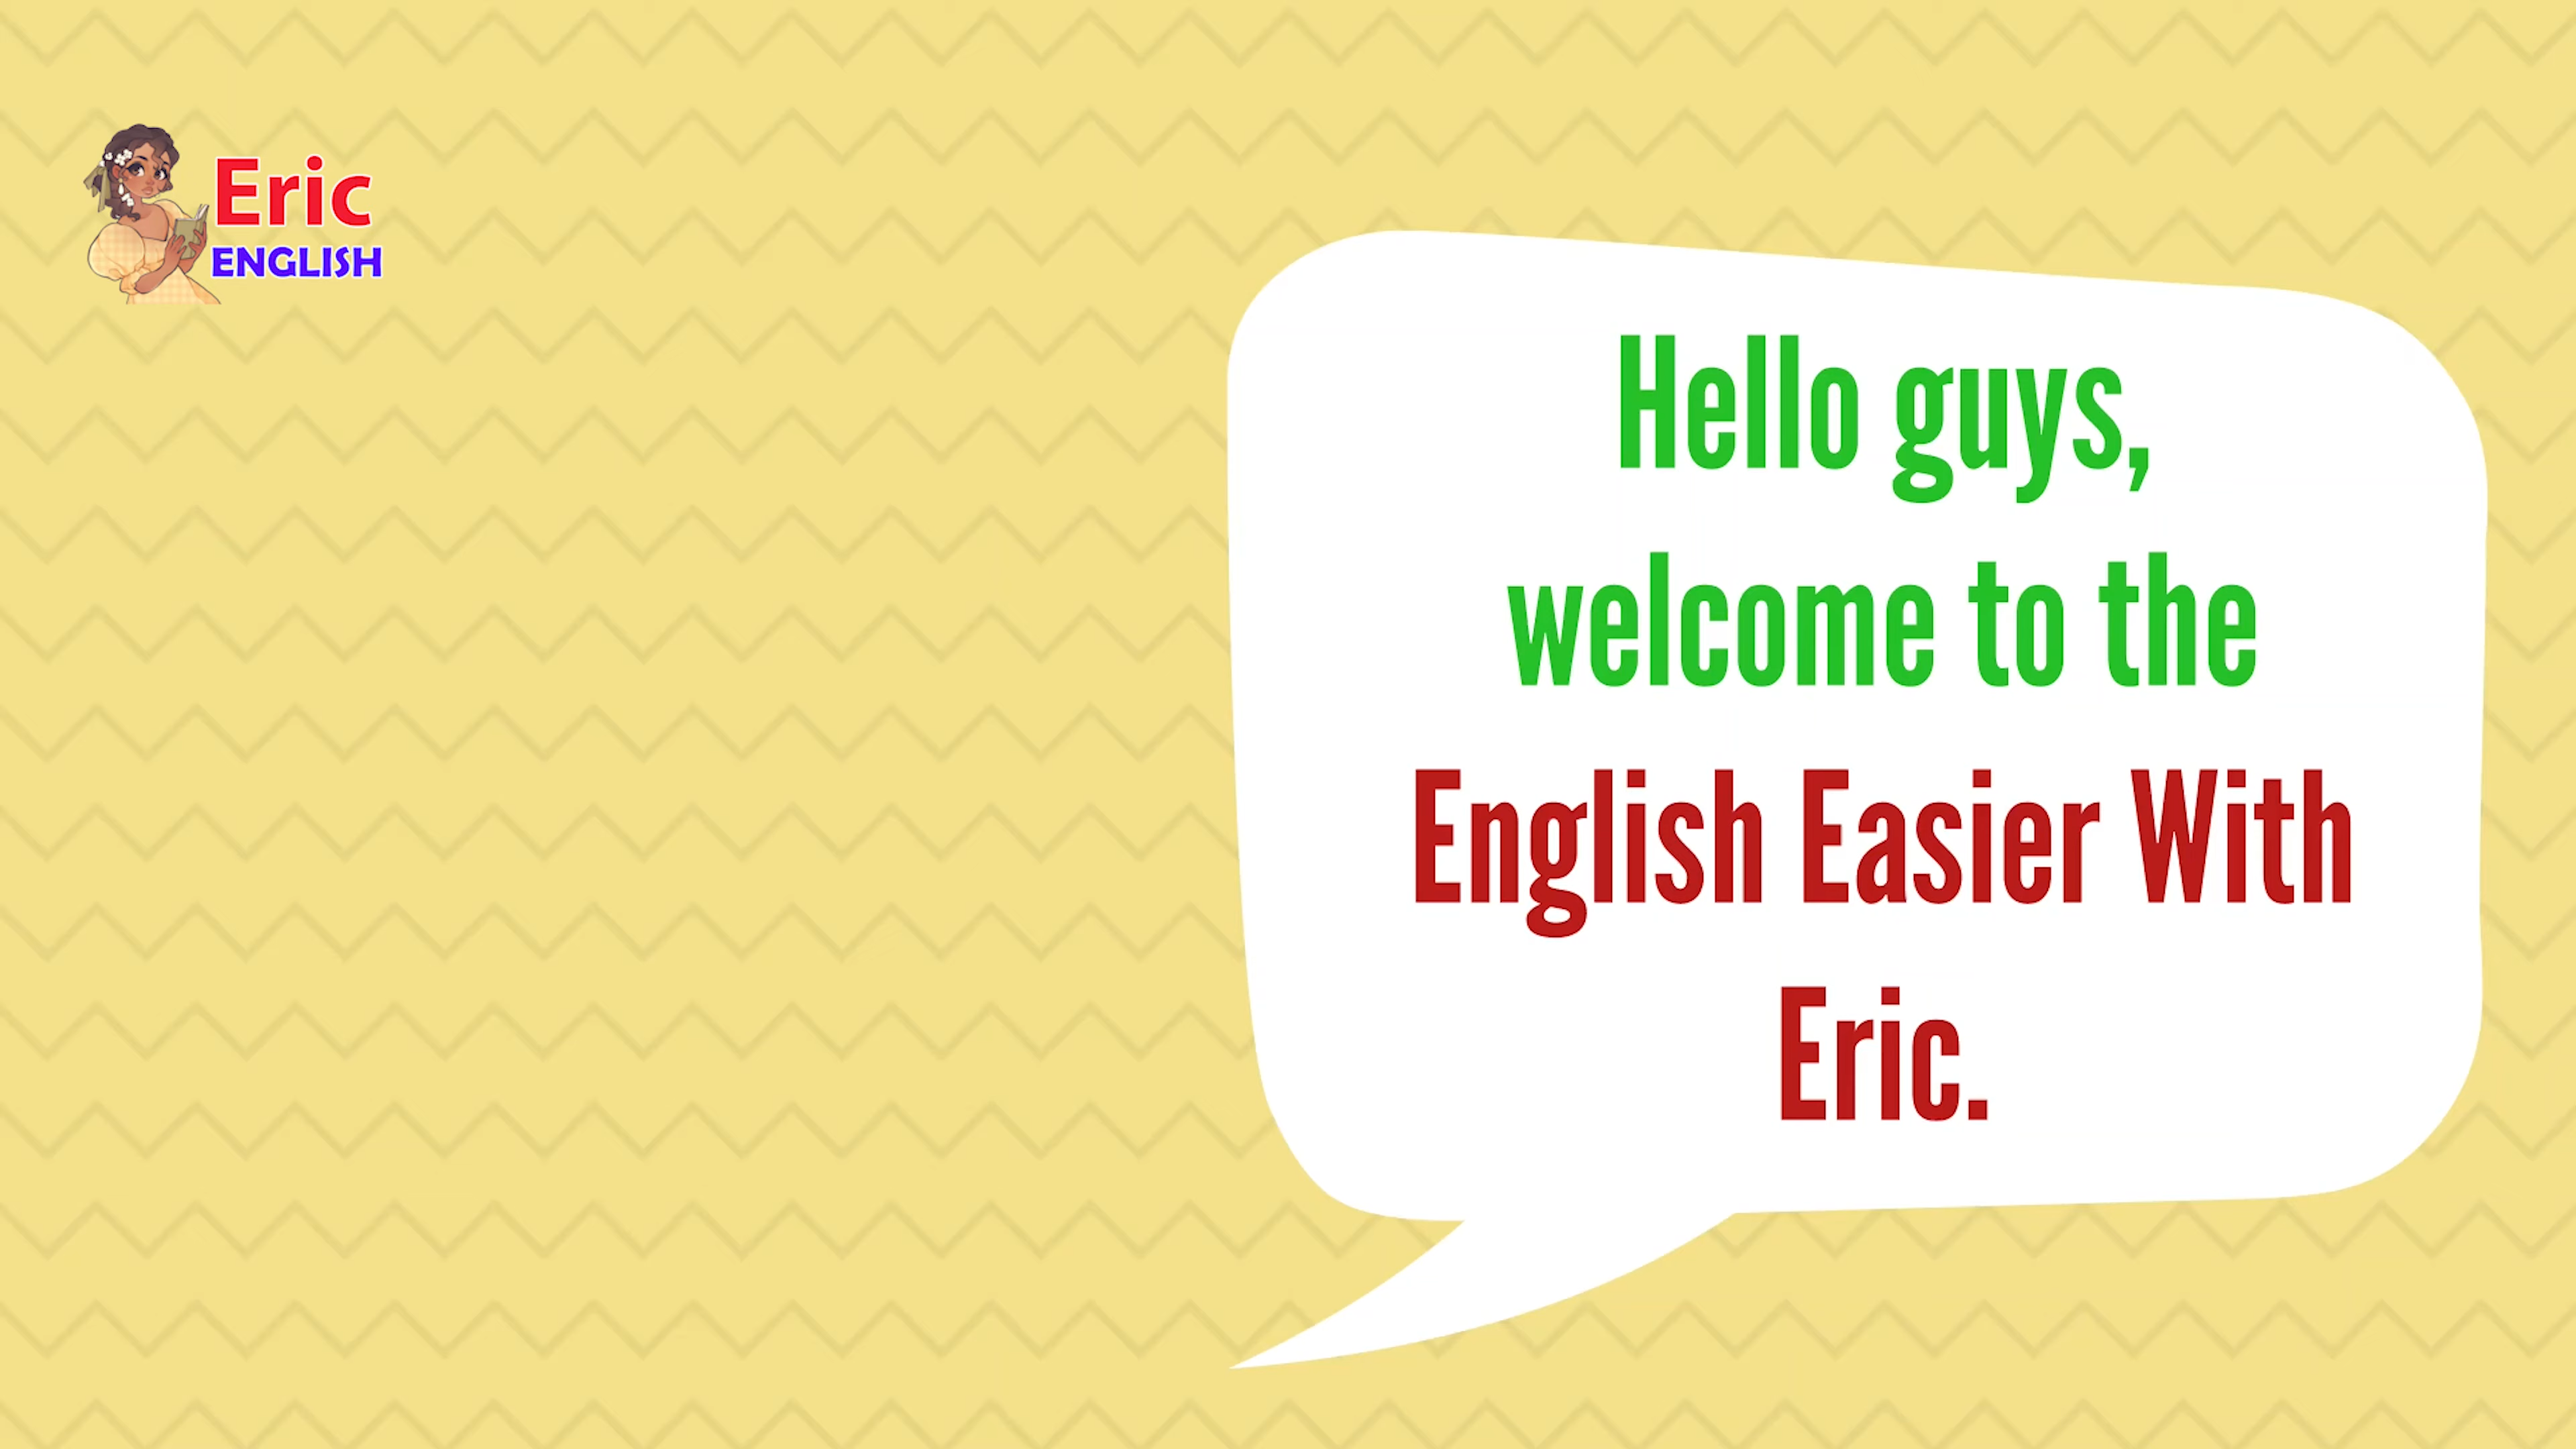 Eric
ENGLISH
Hello guys,
welcome to the
English Easier With
Eric.